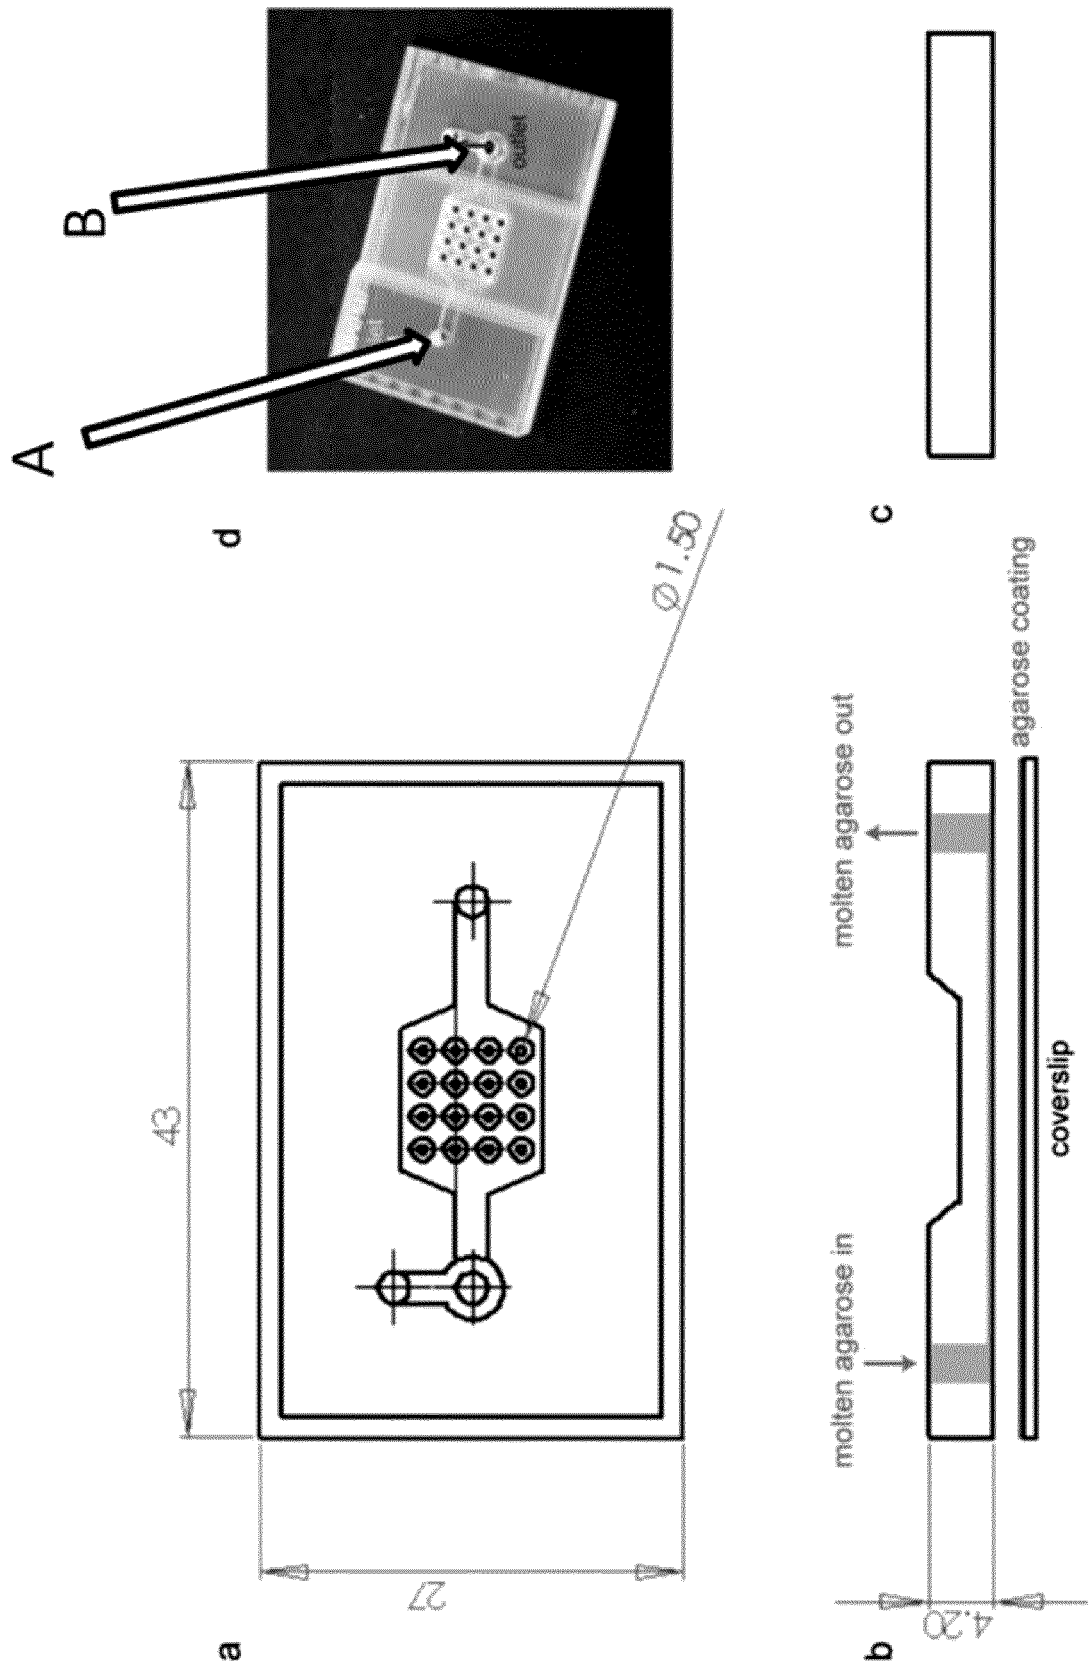 a
43
27
Ø1.50
d
A
B
outlet
b
molten agarose in
molten agarose out
4.20
agarose coating
coverslip
c